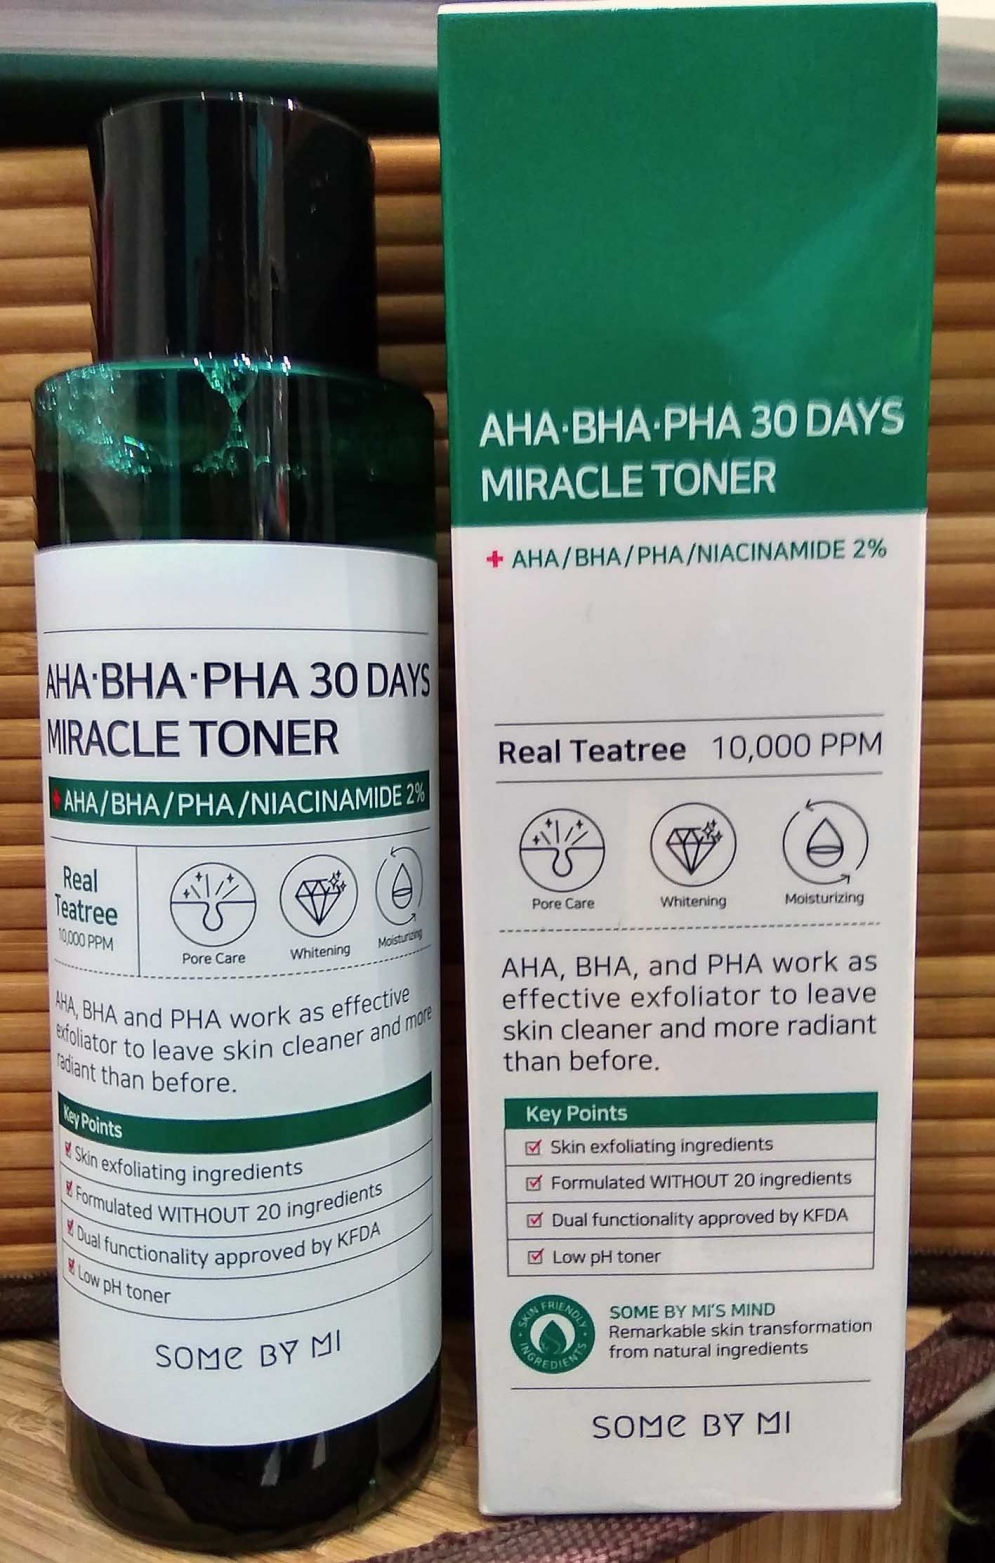 AHA·BHA·PHA 30 DAYS
MIRACLE TONER
+ AHA/BHA/PHA/NIACINAMIDE 2%
Real
Teatree
10,000 PPM
Pore Care
Whitening
Moisturizing
AHA, BHA and PHA work as effective
exfoliator to leave skin cleaner and more
radiant than before.
Key Points
Skin exfoliating ingredients
Formulated WITHOUT 20 ingredients
Dual functionality approved by KFDA
Low pH toner
SOME BY MI
AHA·BHA·PHA 30 DAYS
MIRACLE TONER
+ AHA/BHA/PHA/NIACINAMIDE 2%
Real Teatree 10,000 PPM
Pore Care
Whitening
Moisturizing
AHA, BHA, and PHA work as
effective exfoliator to leave
skin cleaner and more radiant
than before.
Key Points
Skin exfoliating ingredients
Formulated WITHOUT 20 ingredients
Dual functionality approved by KFDA
Low pH toner
SKIN FRIENDLY
INGREDIENTS
SOME BY MI'S MIND
Remarkable skin transformation
from natural ingredients
SOME BY MI